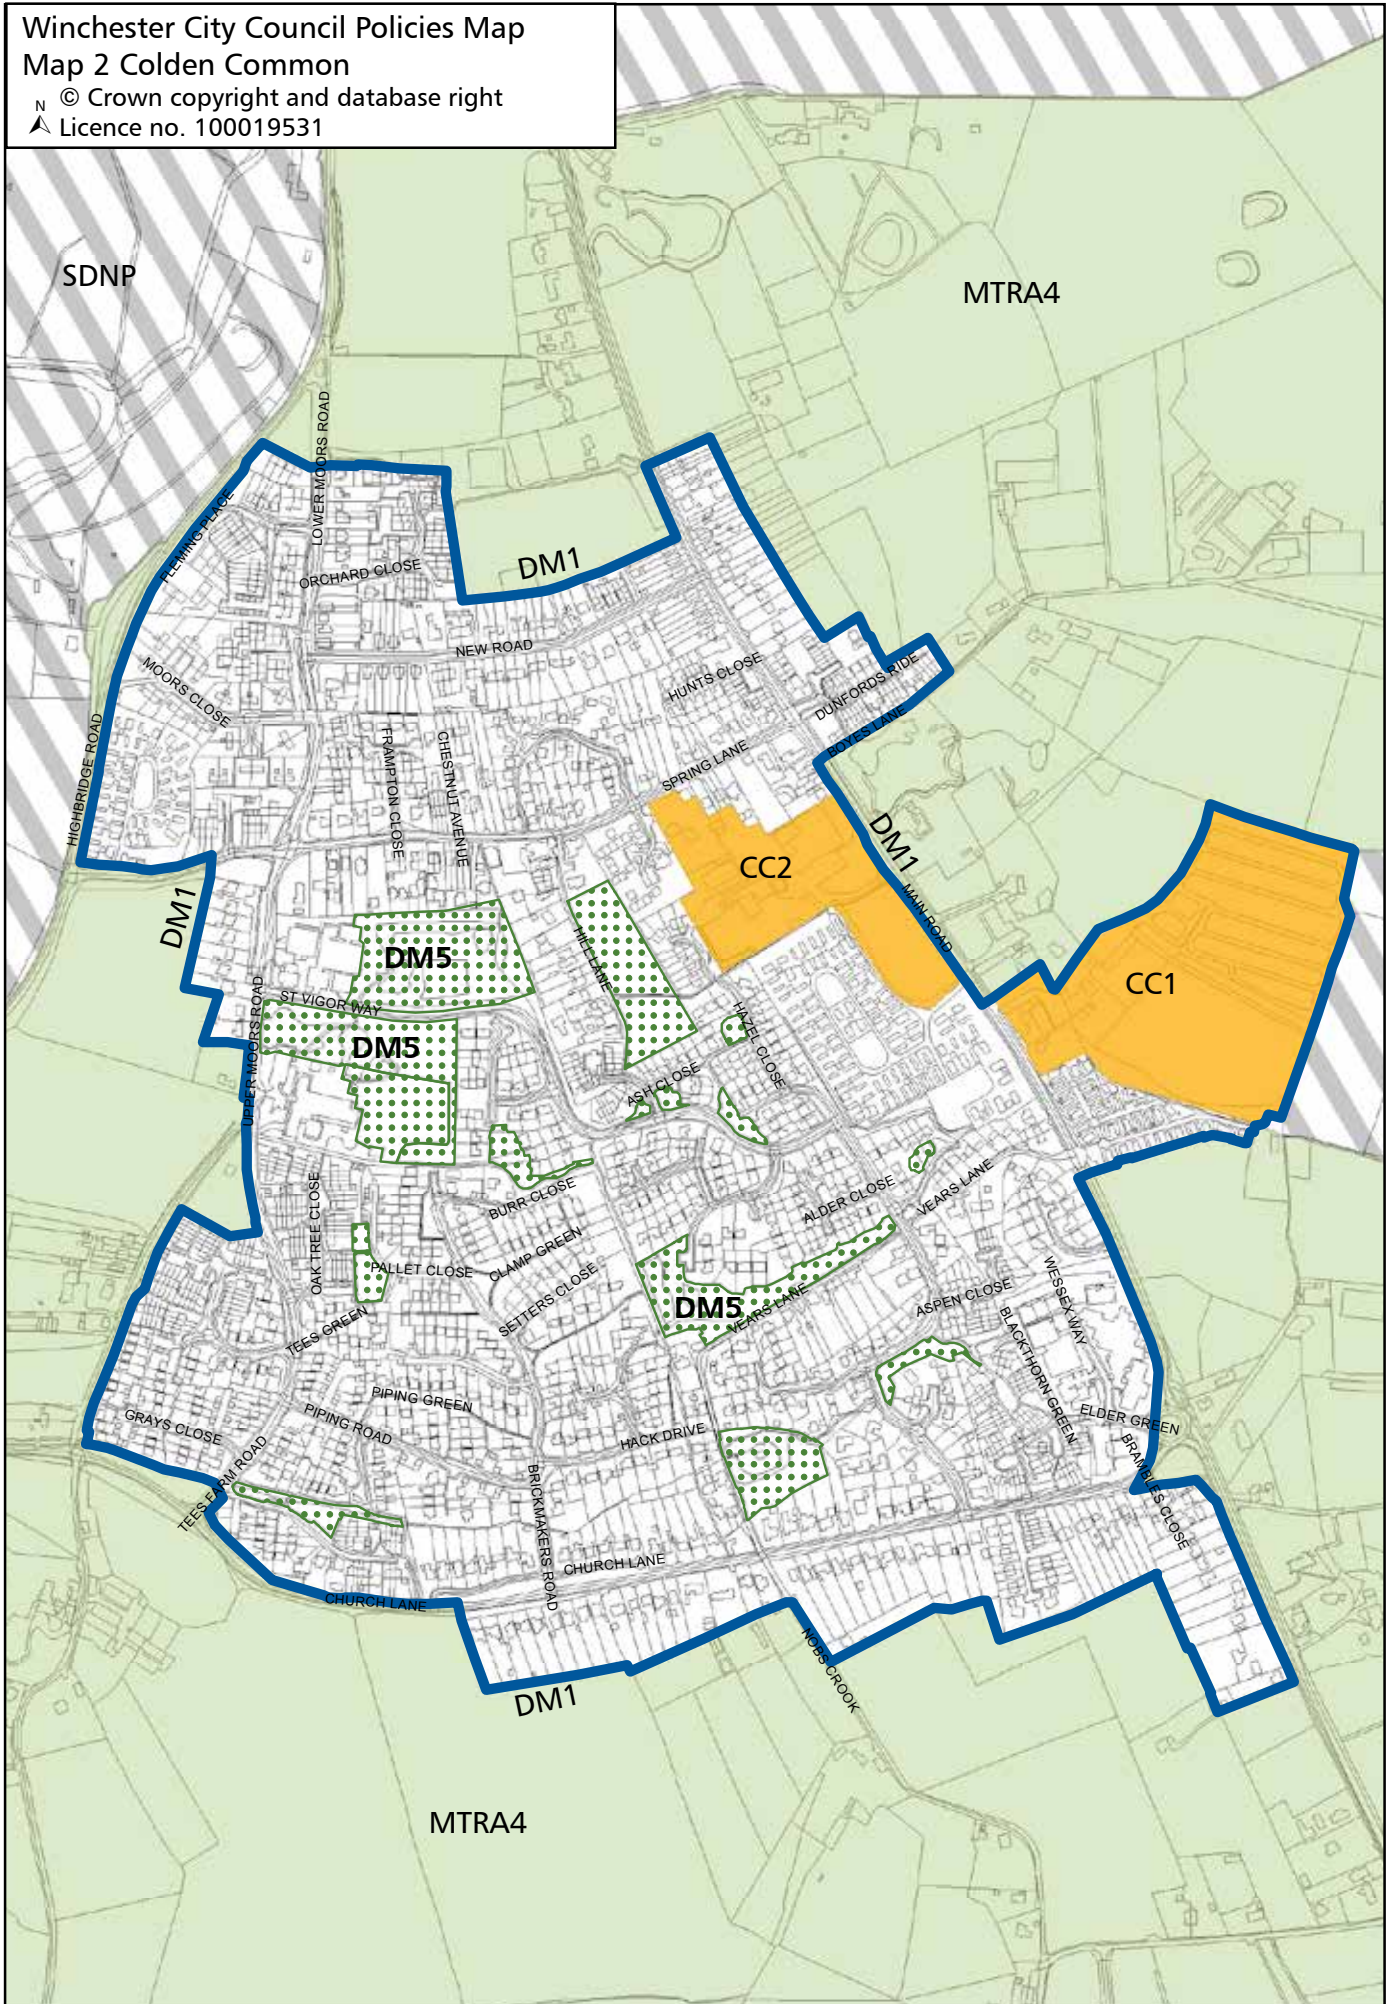 Winchester City Council Policies Map
Map 2 Colden Common
N
© Crown copyright and database right
Licence no. 100019531
SDNP
MTRA4
LOWER MOORS ROAD
FLEMING PLACE
ORCHARD CLOSE
DM1
NEW ROAD
HUNTS CLOSE
DUNFORDS RIDE
MOORS CLOSE
BOYES LANE
HIGHBRIDGE ROAD
FRAMPTON CLOSE
CHESTNUT AVENUE
SPRING LANE
DM1
CC2
MAIN ROAD
DM1
DM5
HILL LANE
CC1
ST VIGOR WAY
UPPER MOORS ROAD
DM5
HAZEL CLOSE
ASH CLOSE
OAK TREE CLOSE
BURR CLOSE
ALDER CLOSE
VEARS LANE
PALLET CLOSE
CLAMP GREEN
SETTERS CLOSE
DM5
VEARS LANE
ASPEN CLOSE
WESSEX WAY
TEES GREEN
BLACKTHORN GREEN
PIPING GREEN
GRAYS CLOSE
PIPING ROAD
HACK DRIVE
ELDER GREEN
TEES FARM ROAD
BRICKMAKERS ROAD
BRAMBLES CLOSE
CHURCH LANE
CHURCH LANE
NOBS CROOK
DM1
MTRA4